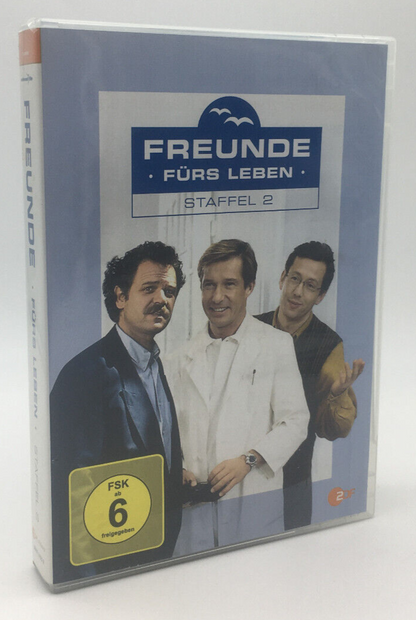 FREUNDE
· FÜRS LEBEN ·
STAFFEL 2
FREUNDE · FÜRS LEBEN ·
FSK
ab
6
freigegeben
ZDF